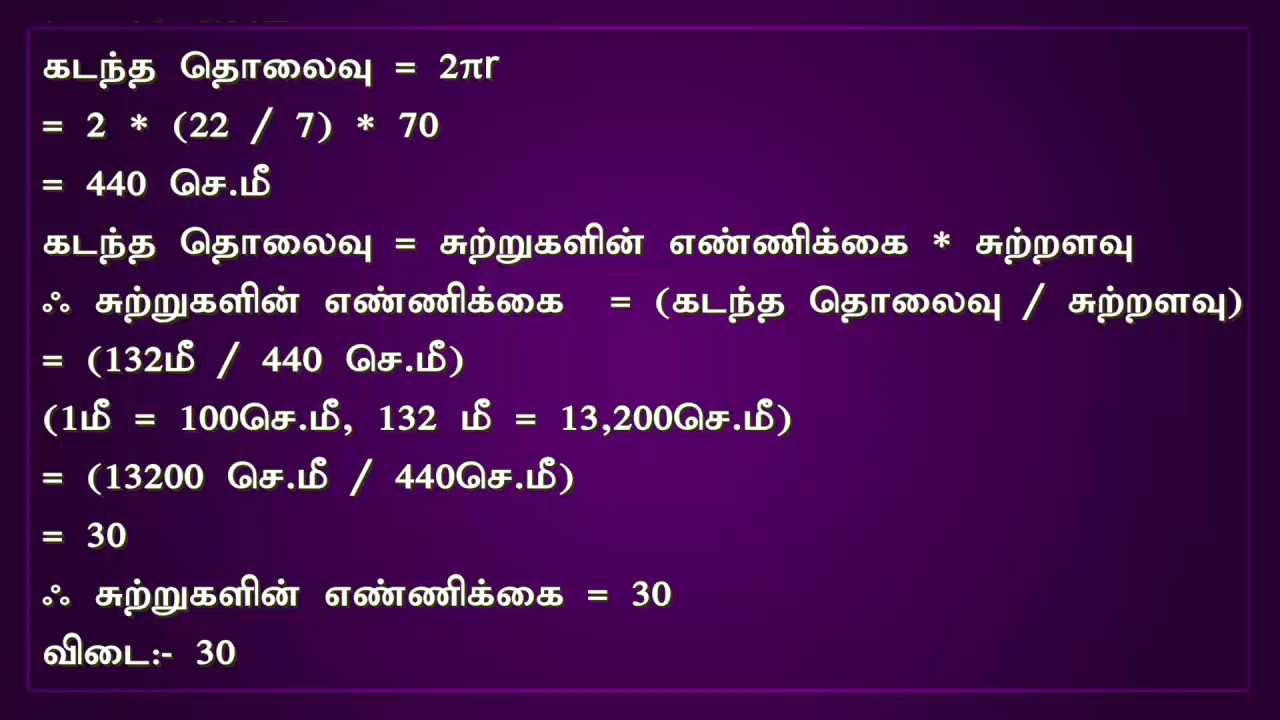 கடந்த தொலைவு = 2πr
= 2 * (22 / 7) * 70
= 440 செ.மீ
கடந்த தொலைவு = சுற்றுகளின் எண்ணிக்கை * சுற்றளவு
ஃ சுற்றுகளின் எண்ணிக்கை = (கடந்த தொலைவு / சுற்றளவு)
= (132மீ / 440 செ.மீ)
(1மீ = 100செ.மீ, 132 மீ = 13,200செ.மீ)
= (13200 செ.மீ / 440செ.மீ)
= 30
ஃ சுற்றுகளின் எண்ணிக்கை = 30
விடை:- 30